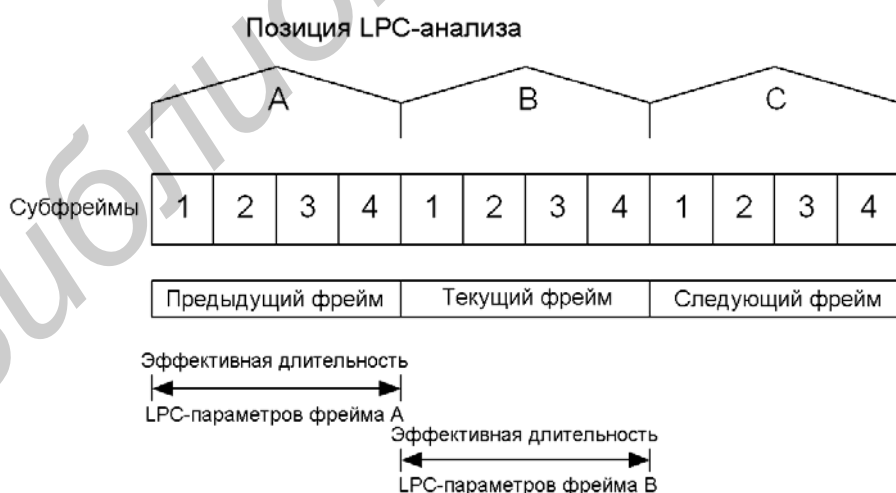 Позиция LPC-анализа
A B C
Субфреймы 1 2 3 4 1 2 3 4 1 2 3 4
Предыдущий фрейм Текущий фрейм Следующий фрейм
Эффективная длительность
LPC-параметров фрейма A
Эффективная длительность
LPC-параметров фрейма B